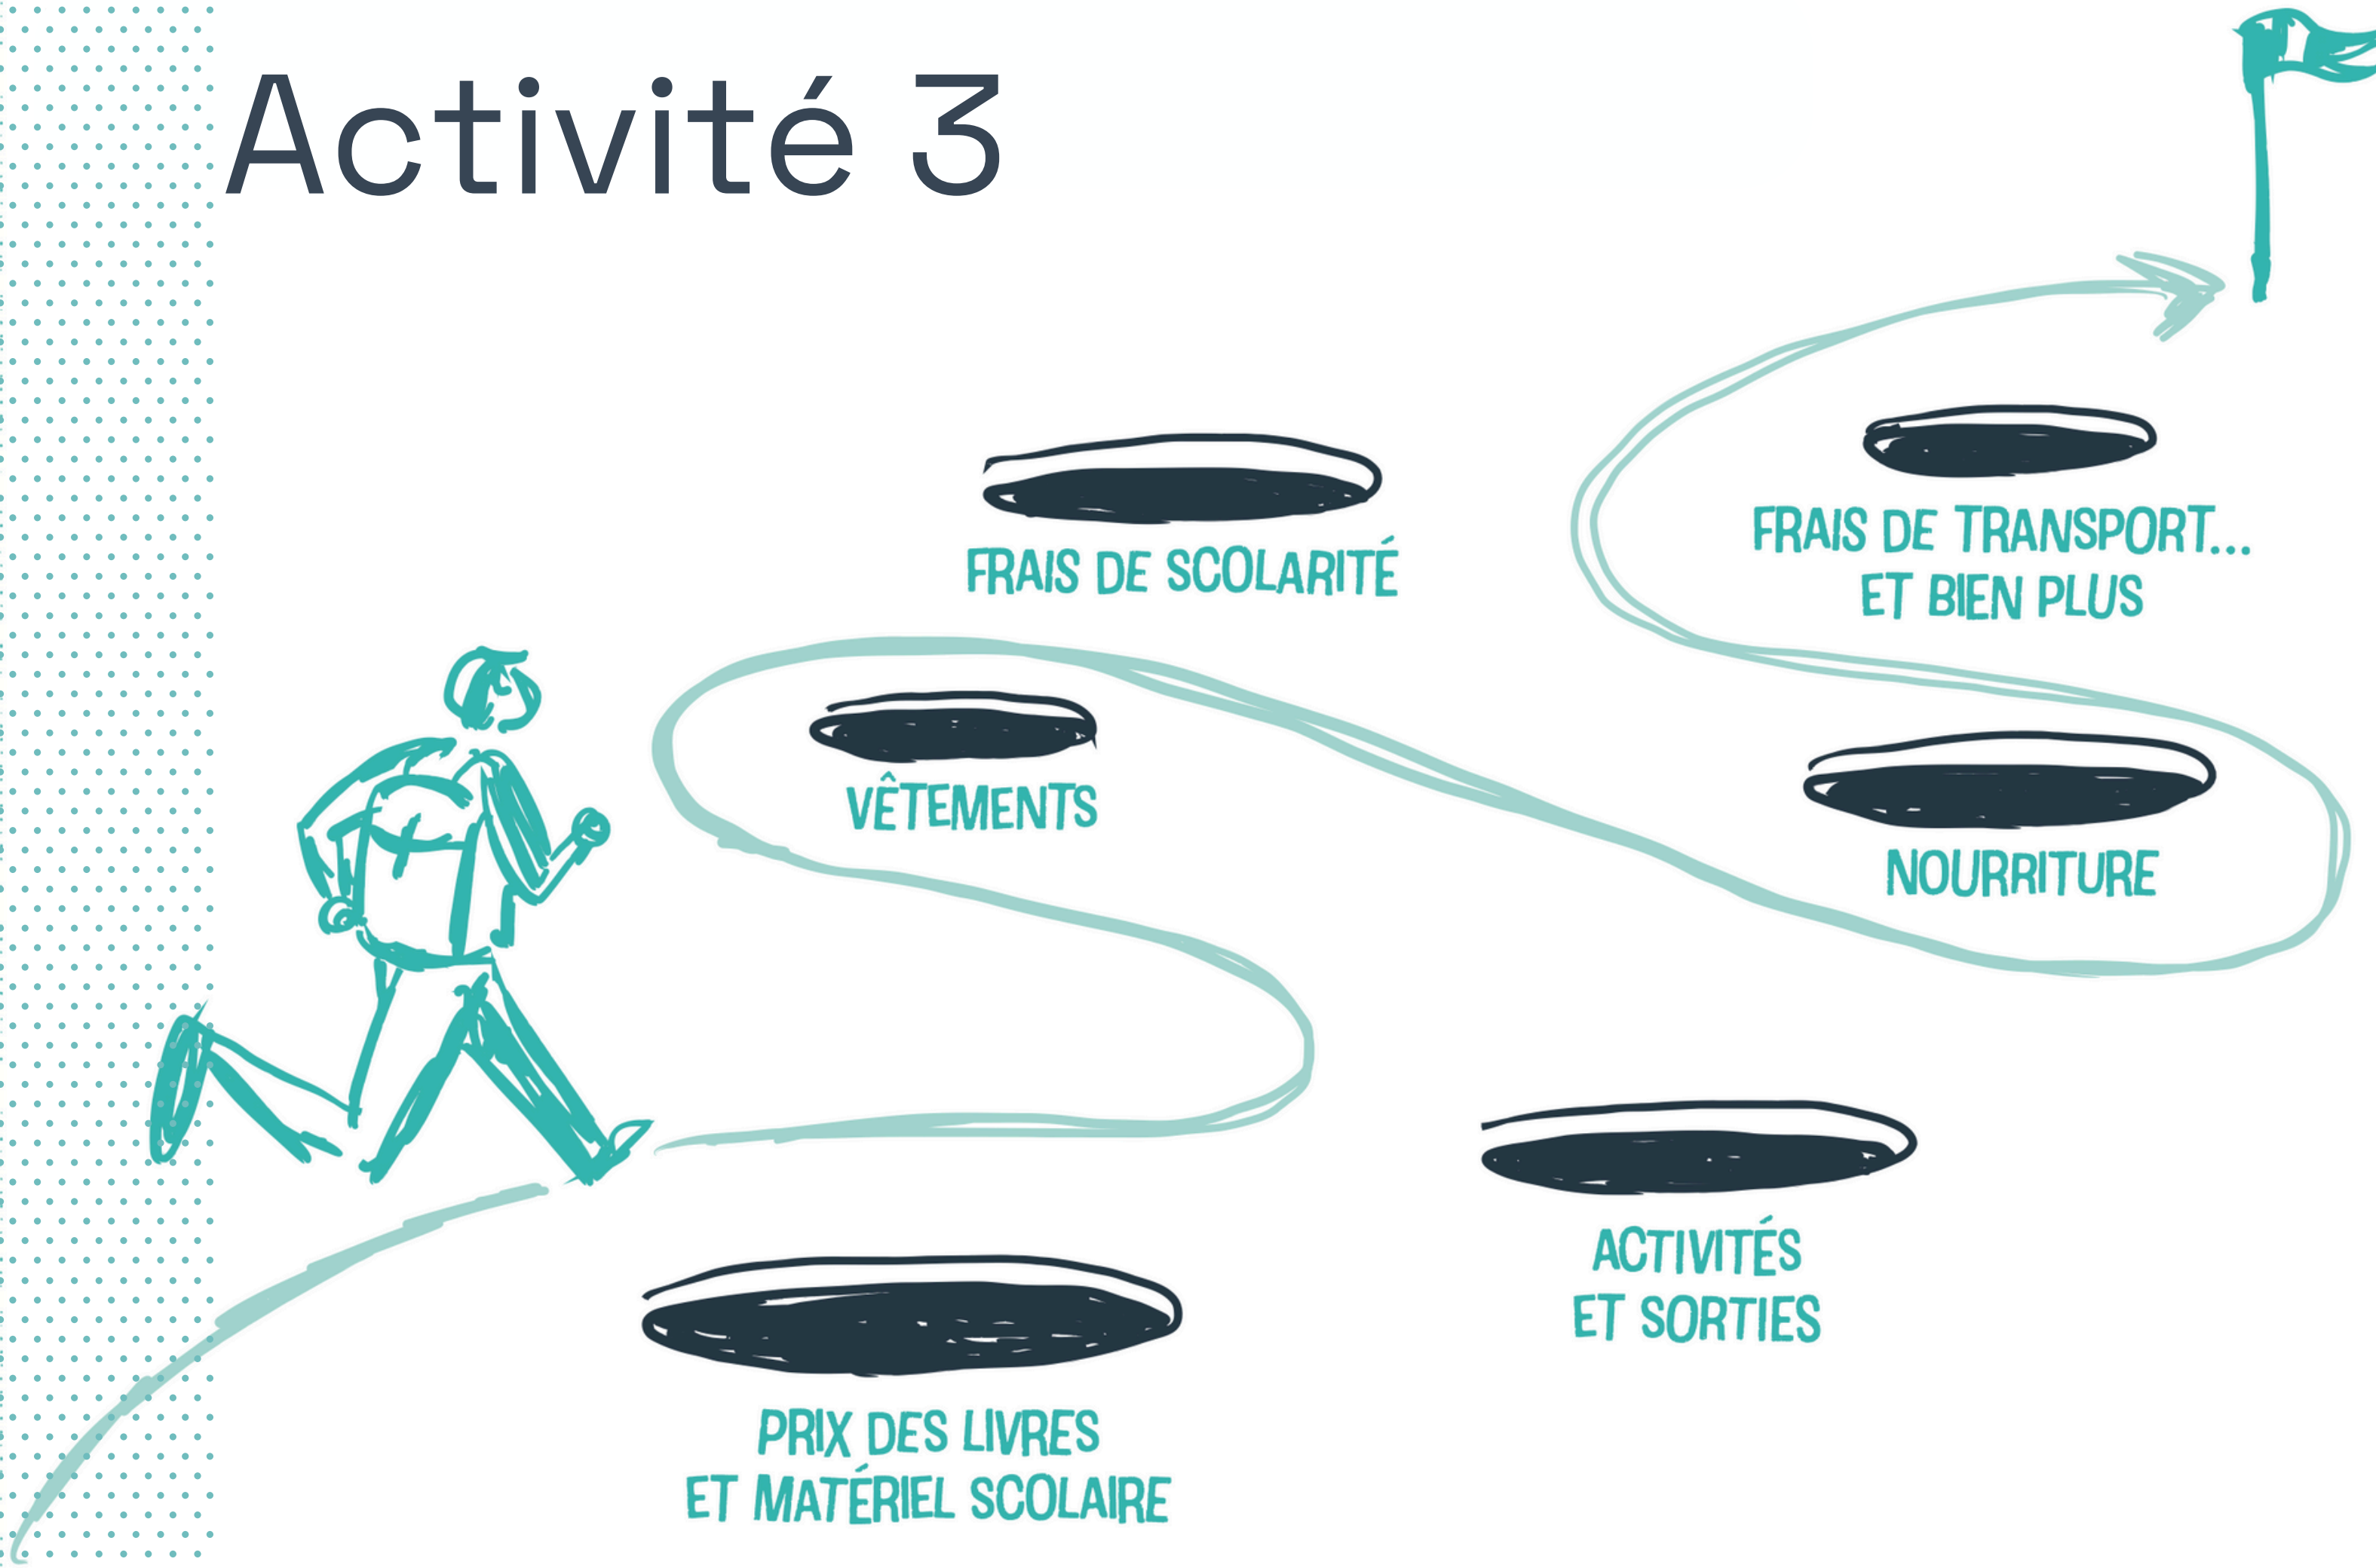 Activité 3
FRAIS DE SCOLARITÉ
FRAIS DE TRANSPORT...
ET BIEN PLUS
VÊTEMENTS
NOURRITURE
ACTIVITÉS
ET SORTIES
PRIX DES LIVRES
ET MATÉRIEL SCOLAIRE